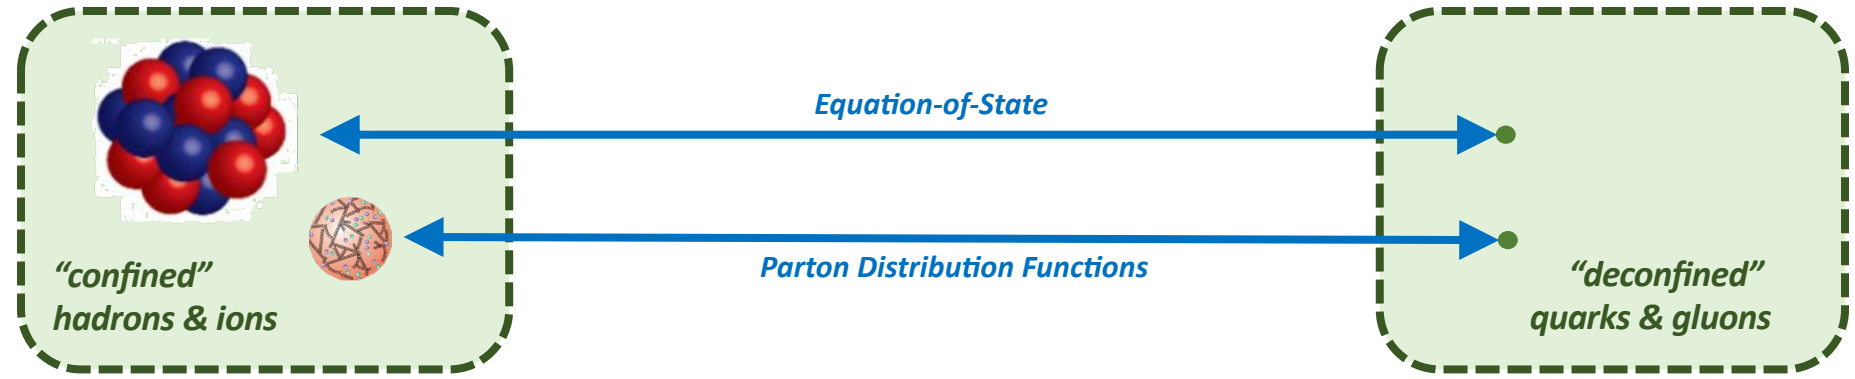 Equation-of-State
Parton Distribution Functions
“confined”
hadrons & ions
“deconfined”
quarks & gluons